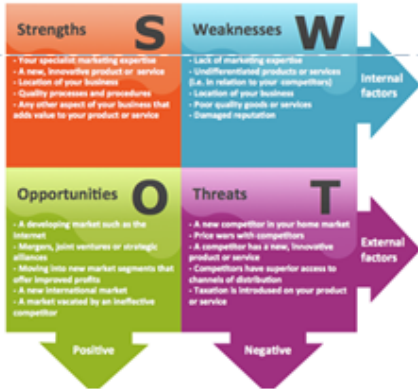 Strengths
S
- Your specialist marketing expertise
- A new, innovative product or service
- Location of your business
- Quality processes and procedures
- Any other aspect of your business that
adds value to your product or service
Weaknesses
W
- Lack of marketing expertise
- Undifferentiated products or services
(i.e. in relation to your competitors)
- Location of your business
- Poor quality goods or services
- Damaged reputation
Internal
factors
Opportunities
O
- A developing market such as the
Internet
- Mergers, joint ventures or strategic
alliances
- Moving into new market segments that
offer improved profits
- A new international market
- A market vacated by an ineffective
competitor
Threats
T
- A new competitor in your home market
- Price wars with competitors
- A competitor has a new, innovative
product or service
- Competitors have superior access to
channels of distribution
- Taxation is introdused on your product
or service
External
factors
Positive
Negative